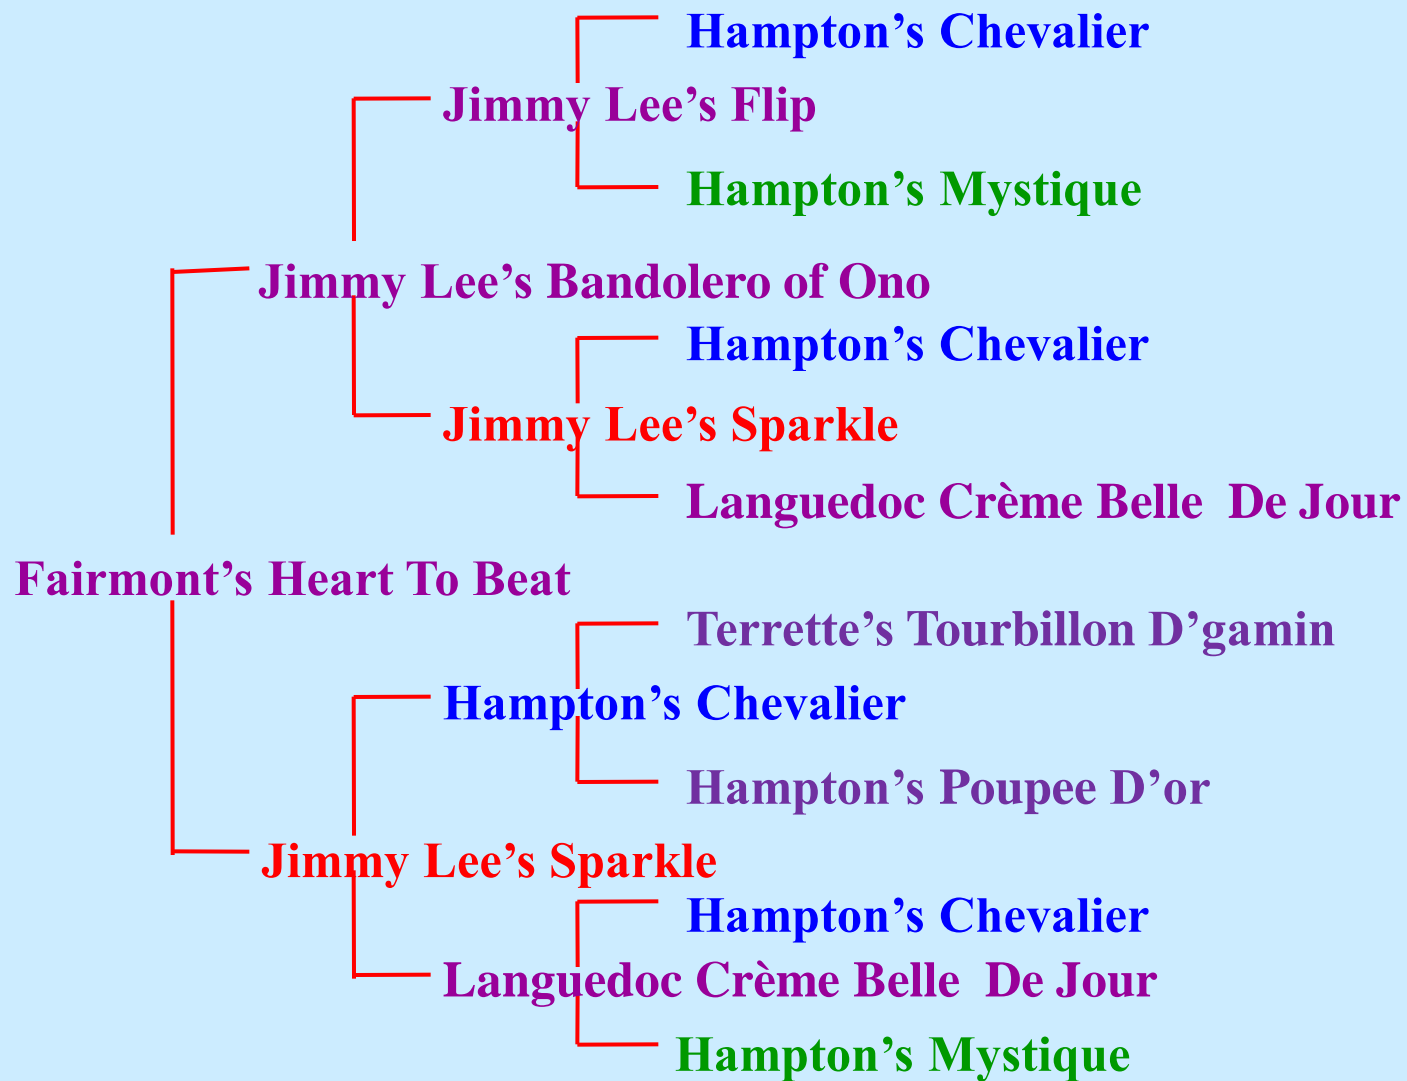 Hampton’s Chevalier
Jimmy Lee’s Flip
Hampton’s Mystique
Jimmy Lee’s Bandolero of Ono
Hampton’s Chevalier
Jimmy Lee’s Sparkle
Languedoc Crème Belle  De Jour
Fairmont’s Heart To Beat
Terrette’s Tourbillon D’gamin
Hampton’s Chevalier
Hampton’s Poupee D’or
Jimmy Lee’s Sparkle
Hampton’s Chevalier
Languedoc Crème Belle  De Jour
Hampton’s Mystique